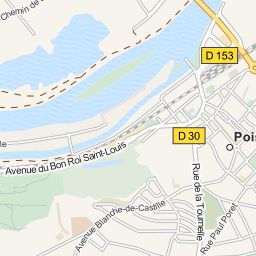 Chemin de
D 153
D 30
Pois
lle
Avenue du Bon Roi Saint-Louis
Rue de la Tournelle
Avenue Blanche-de-Castille
Rue Paul Poret